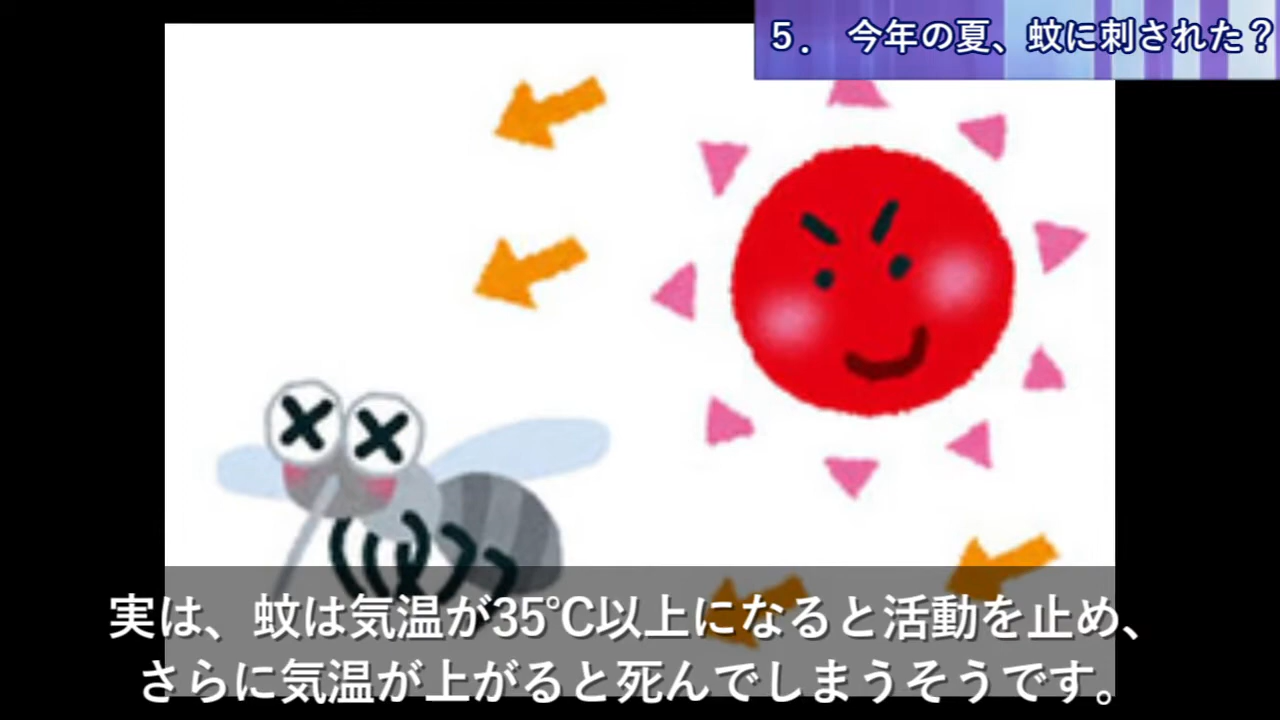 ５． 今年の夏、蚊に刺された？
実は、蚊は気温が35℃以上になると活動を止め、
さらに気温が上がると死んでしまうそうです。